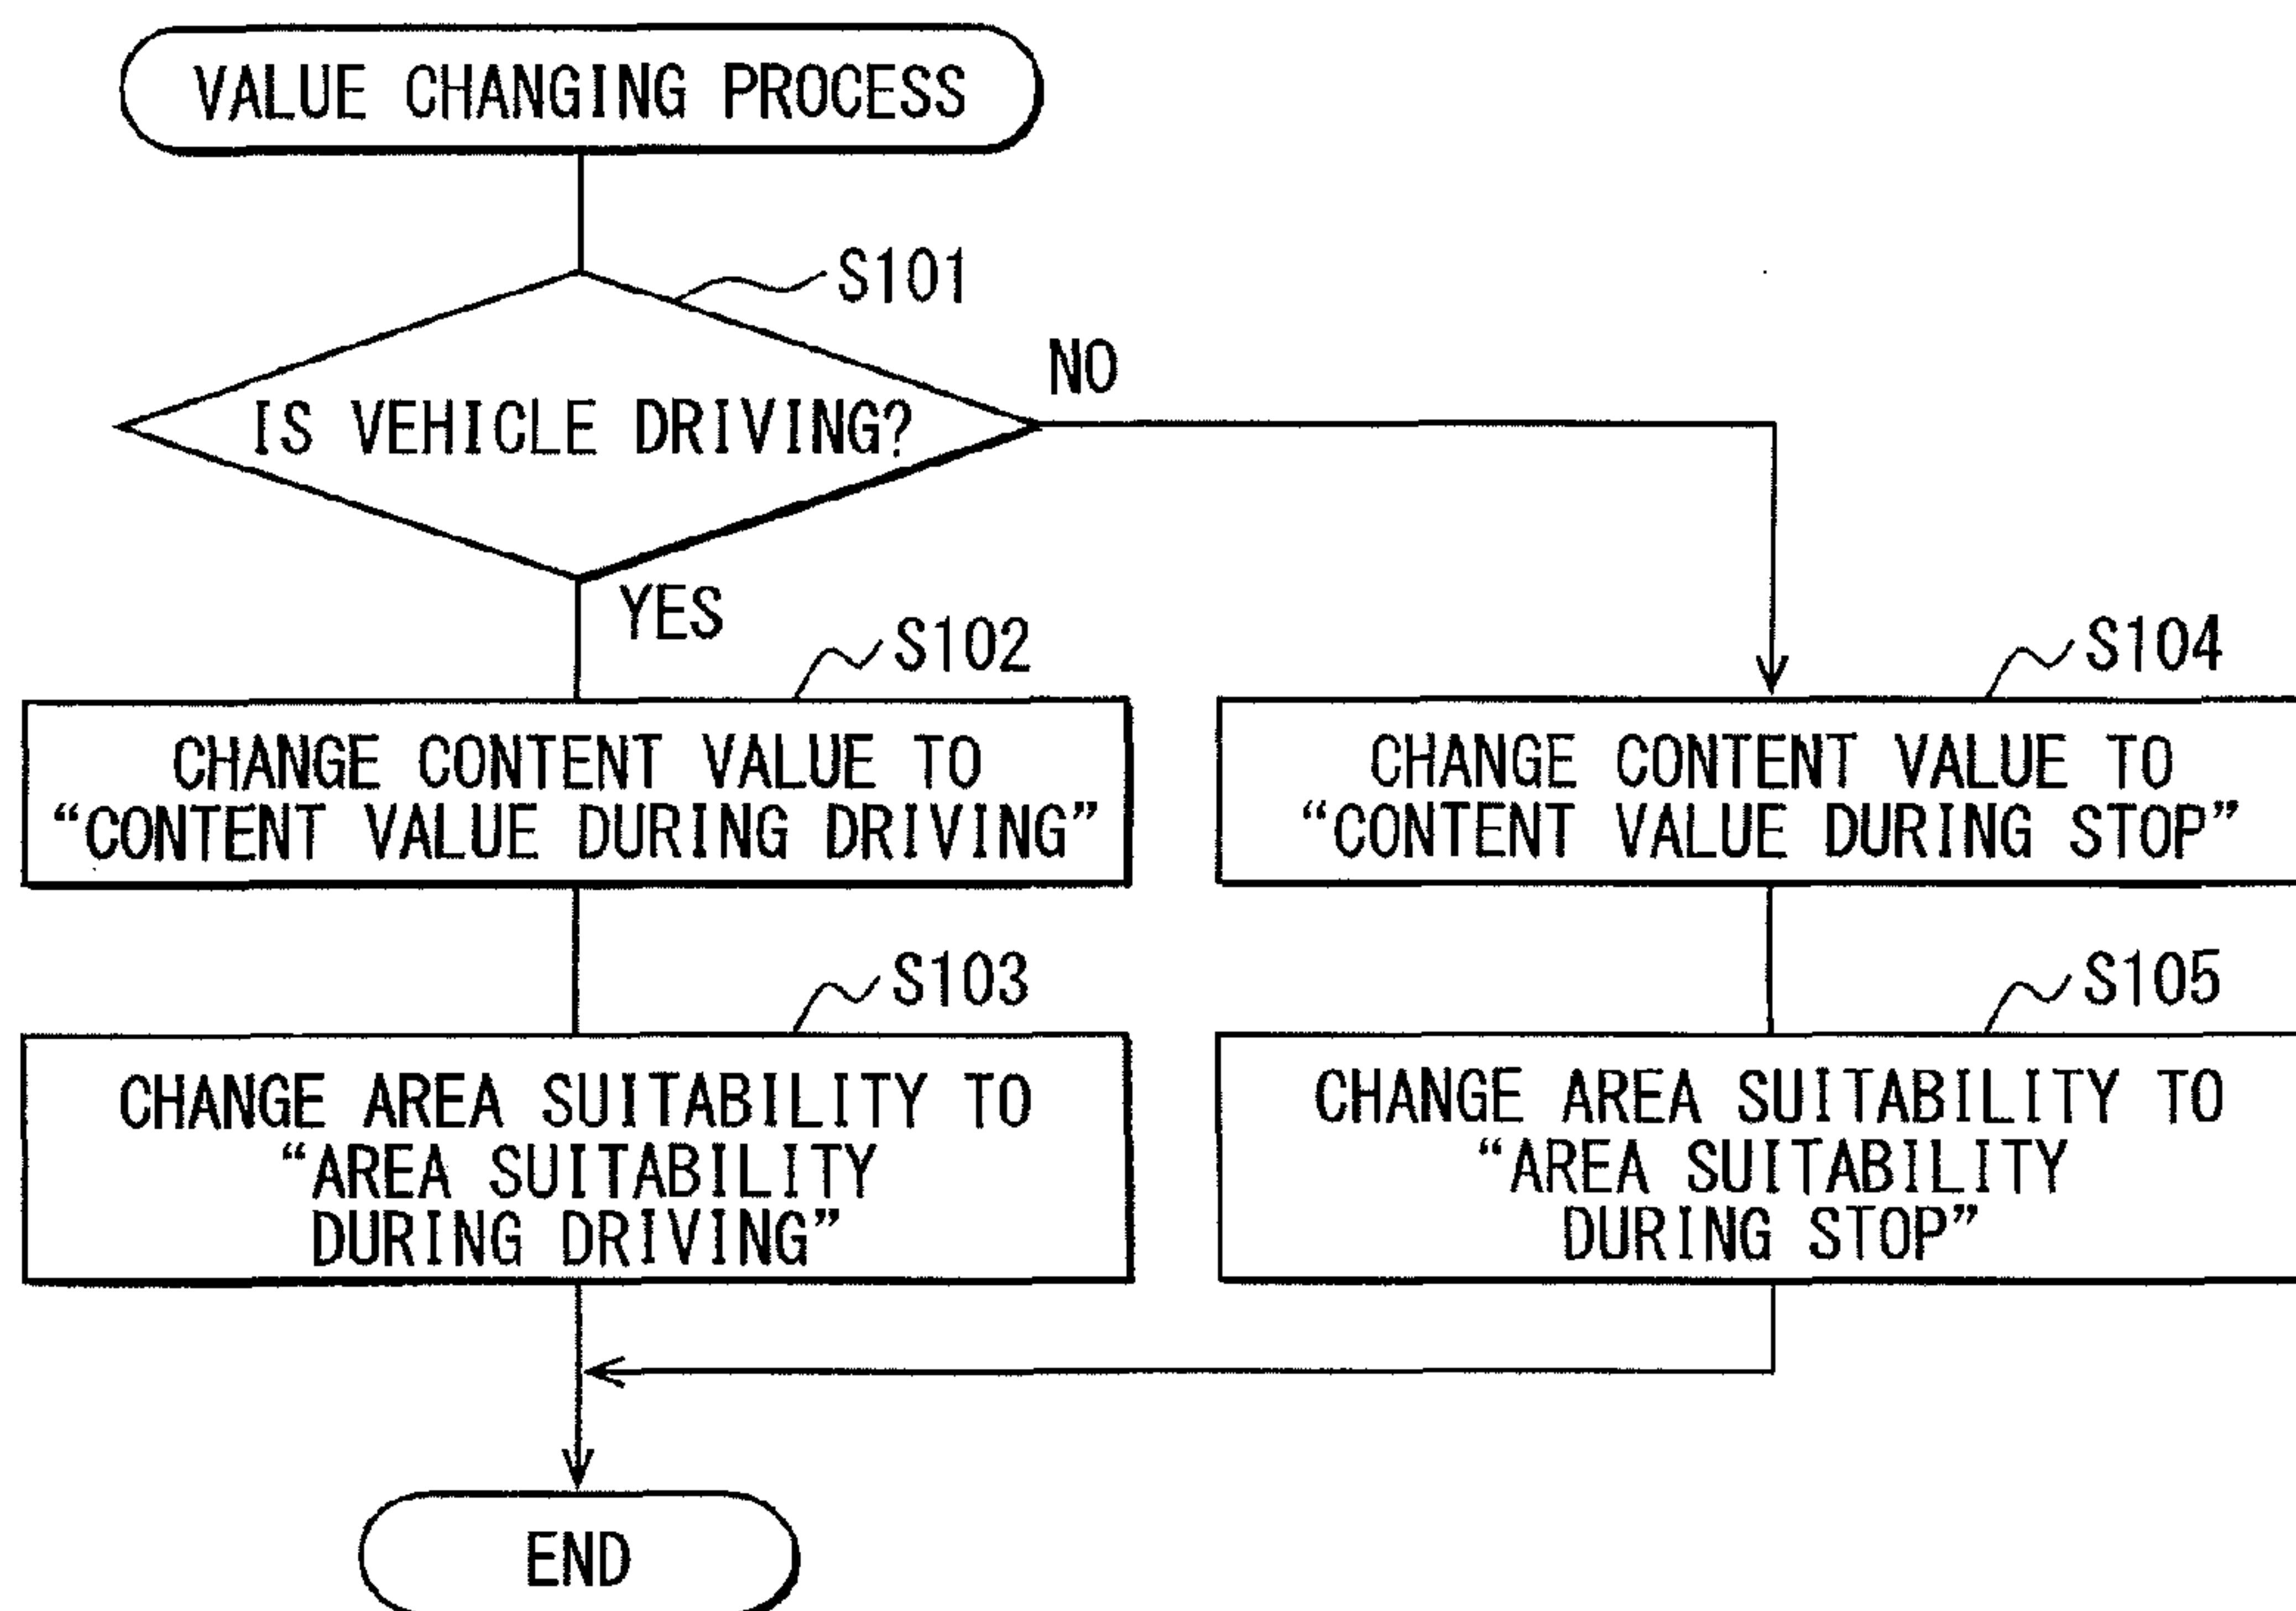 VALUE CHANGING PROCESS
S101
IS VEHICLE DRIVING?
NO
YES
S102
CHANGE CONTENT VALUE TO
“CONTENT VALUE DURING DRIVING”
S104
CHANGE CONTENT VALUE TO
“CONTENT VALUE DURING STOP”
S103
CHANGE AREA SUITABILITY TO
“AREA SUITABILITY
DURING DRIVING”
S105
CHANGE AREA SUITABILITY TO
“AREA SUITABILITY
DURING STOP”
END